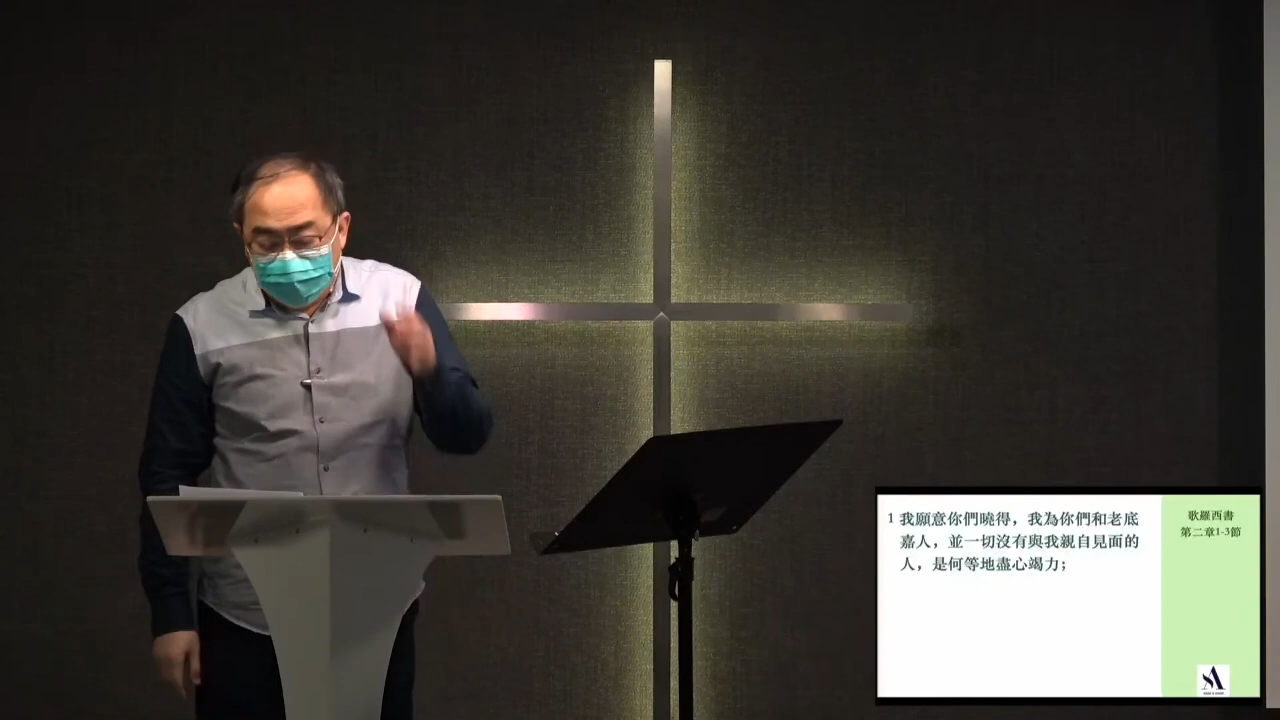 1 我願意你們曉得，我為你們和老底
嘉人，並一切沒有與我親自見面的
人，是何等地盡心竭力；
歌羅西書
第二章1-3節